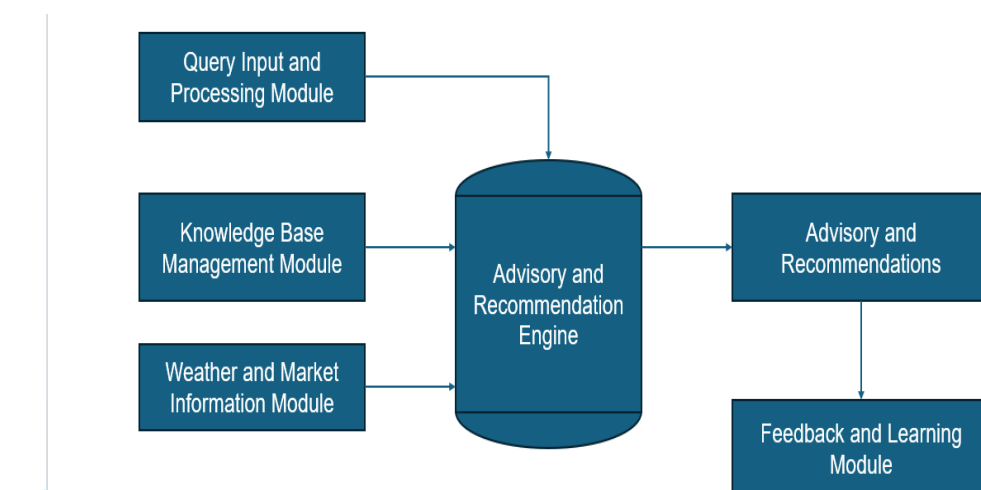 Query Input and
Processing Module
Knowledge Base
Management Module
Weather and Market
Information Module
Advisory and
Recommendation
Engine
Advisory and
Recommendations
Feedback and Learning
Module